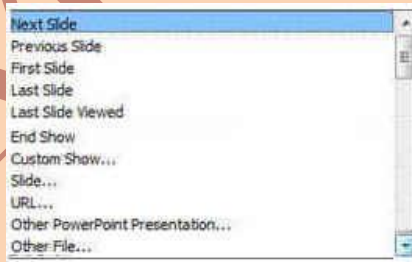 Next Slide
Previous Slide
First Slide
Last Slide
Last Slide Viewed
End Show
Custom Show...
Slide...
URL...
Other PowerPoint Presentation...
Other File...